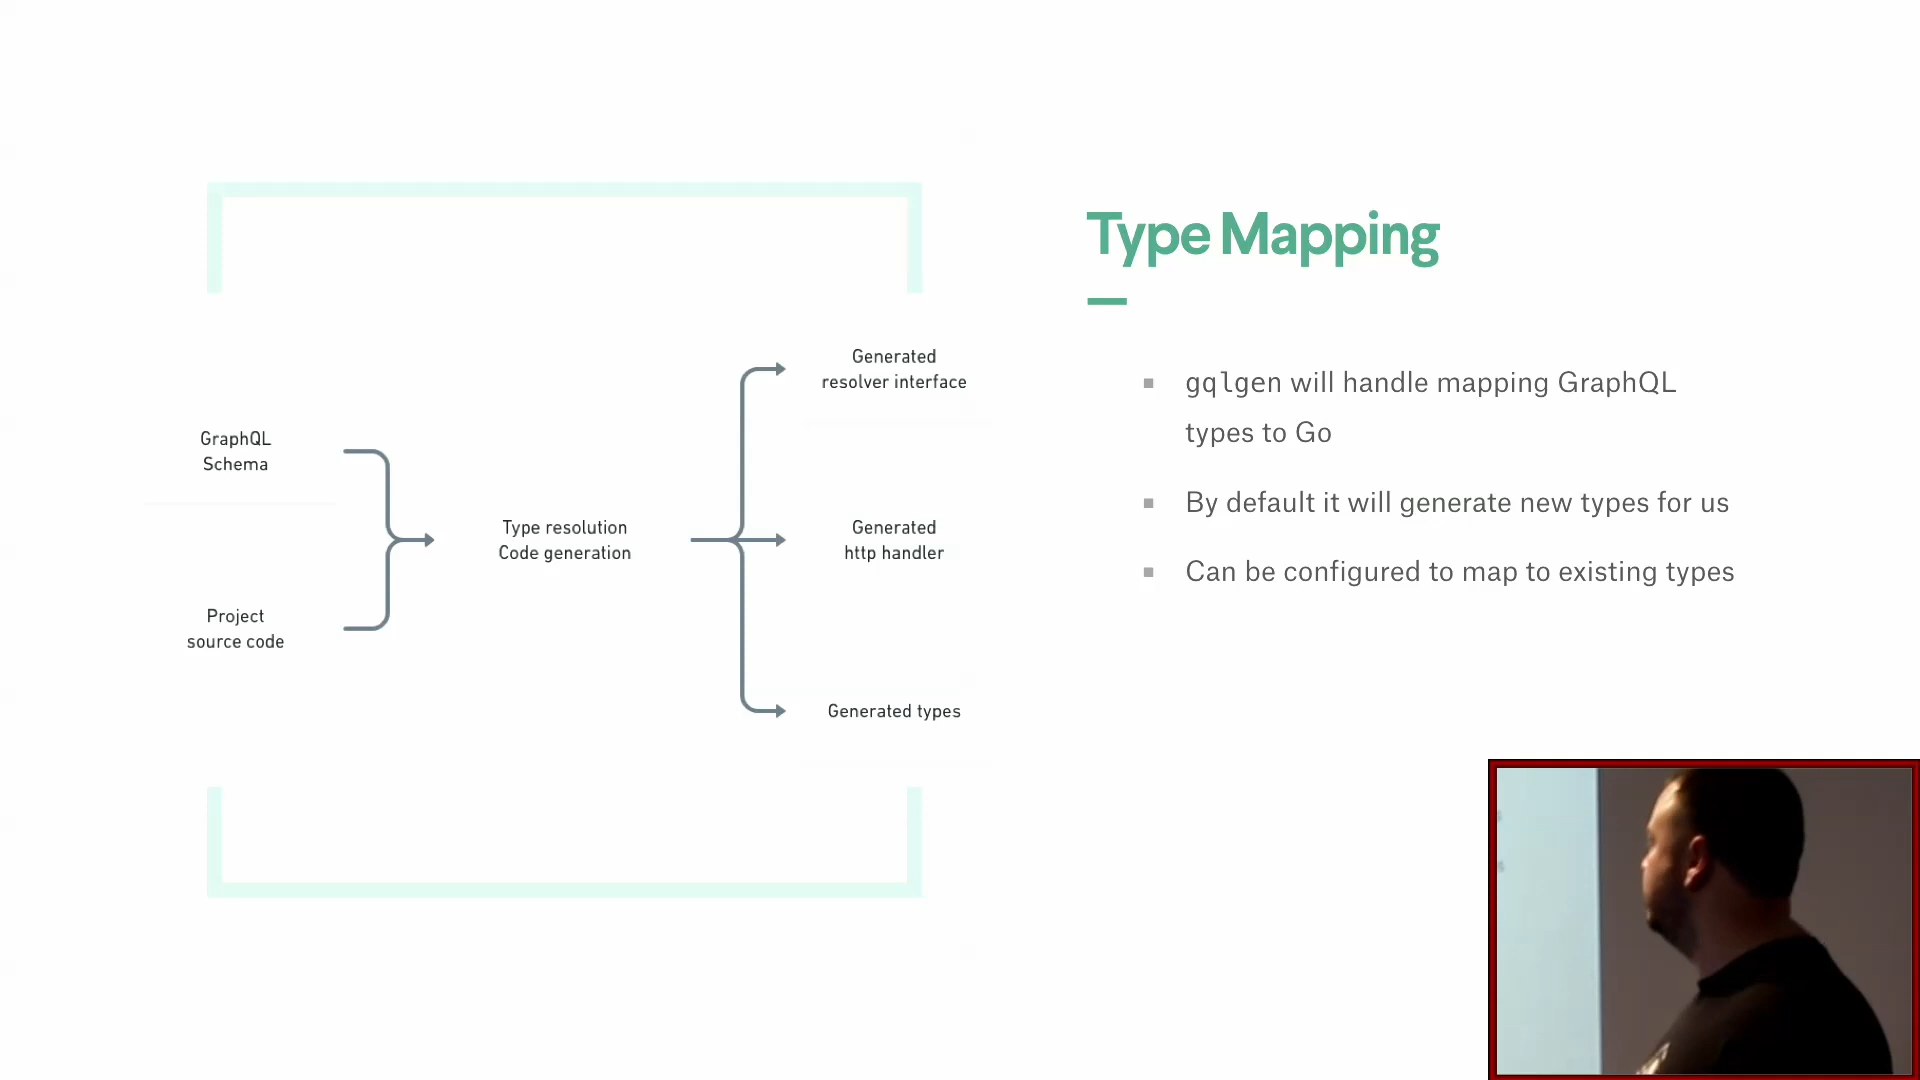 GraphQL
Schema
Project
source code
Type resolution
Code generation
Generated
resolver interface
Generated
http handler
Generated types
Type Mapping
gqlgen will handle mapping GraphQL
types to Go
By default it will generate new types for us
Can be configured to map to existing types